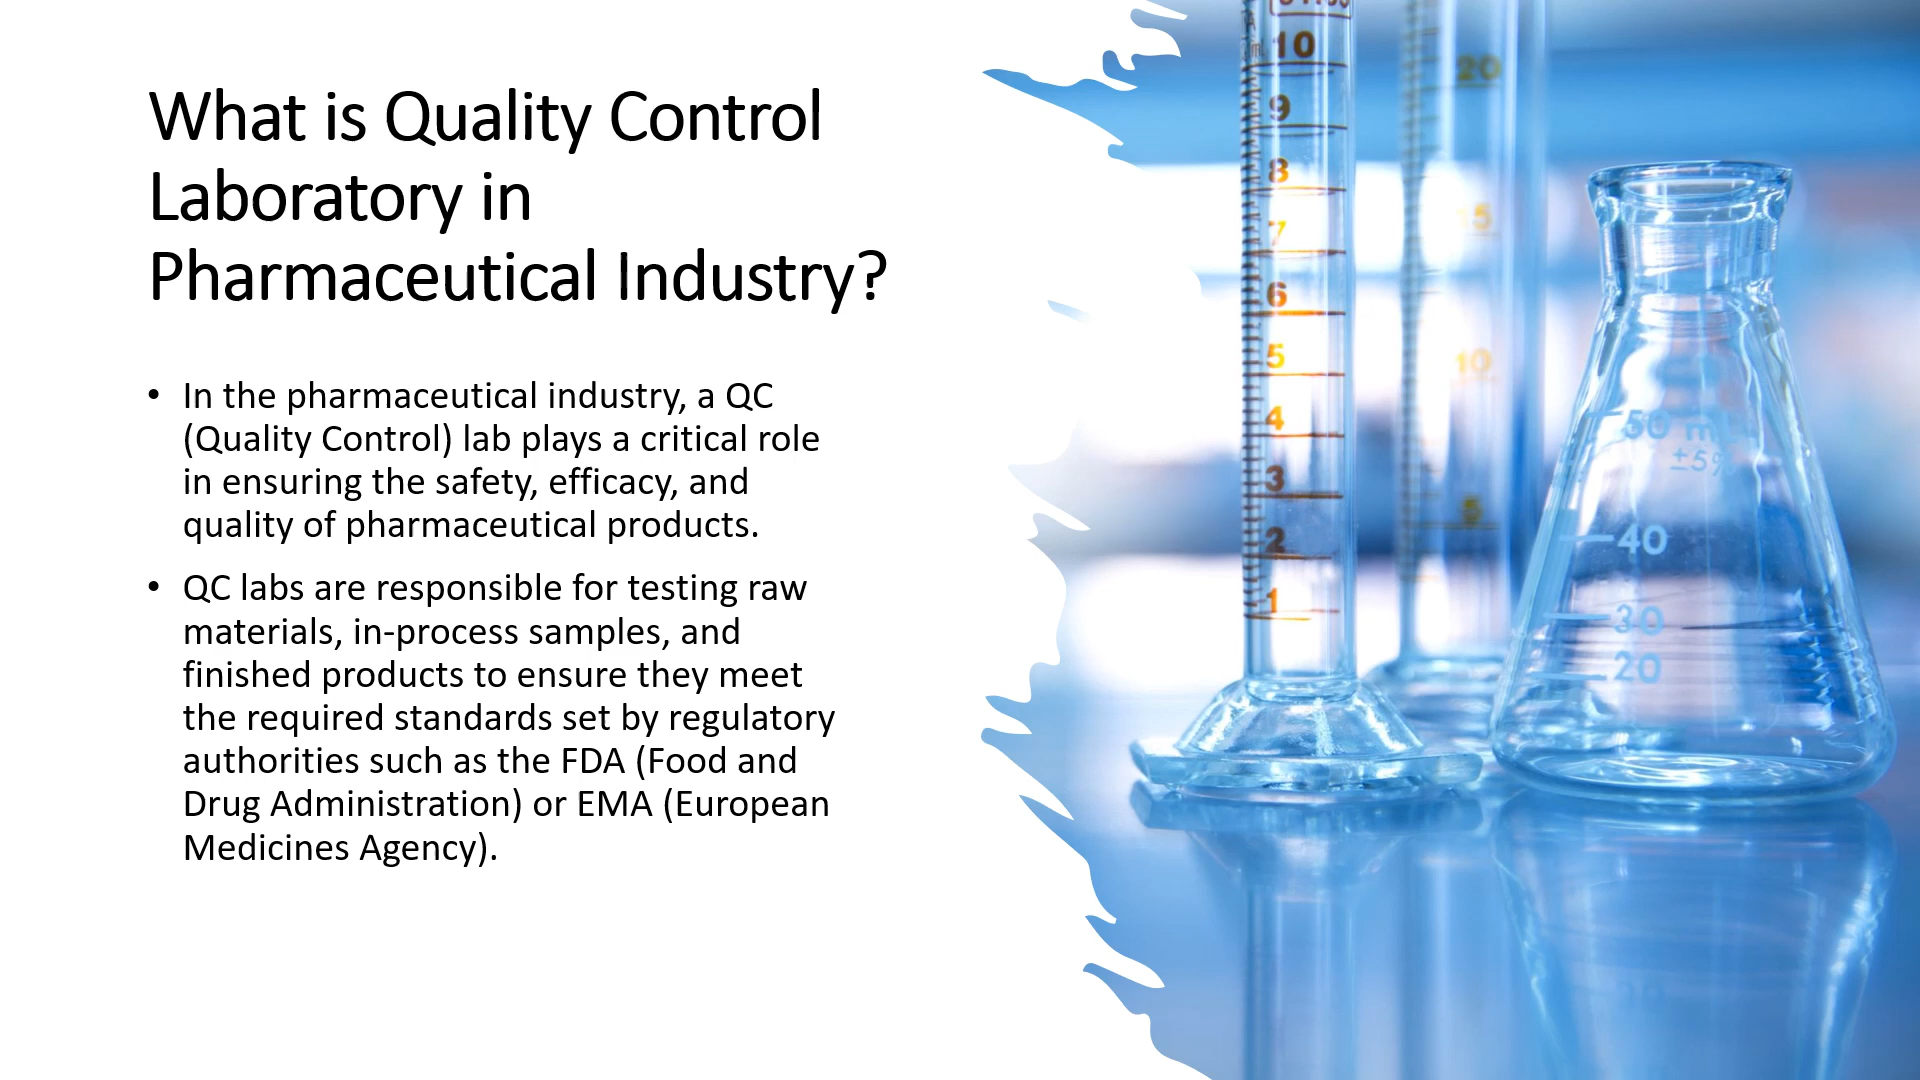 What is Quality Control
Laboratory in
Pharmaceutical Industry?
• In the pharmaceutical industry, a QC
(Quality Control) lab plays a critical role
in ensuring the safety, efficacy, and
quality of pharmaceutical products.
• QC labs are responsible for testing raw
materials, in-process samples, and
finished products to ensure they meet
the required standards set by regulatory
authorities such as the FDA (Food and
Drug Administration) or EMA (European
Medicines Agency).
10
9
8
7
6
5
4
3
2
1
20
15
10
5
50 mL
±5%
40
30
20